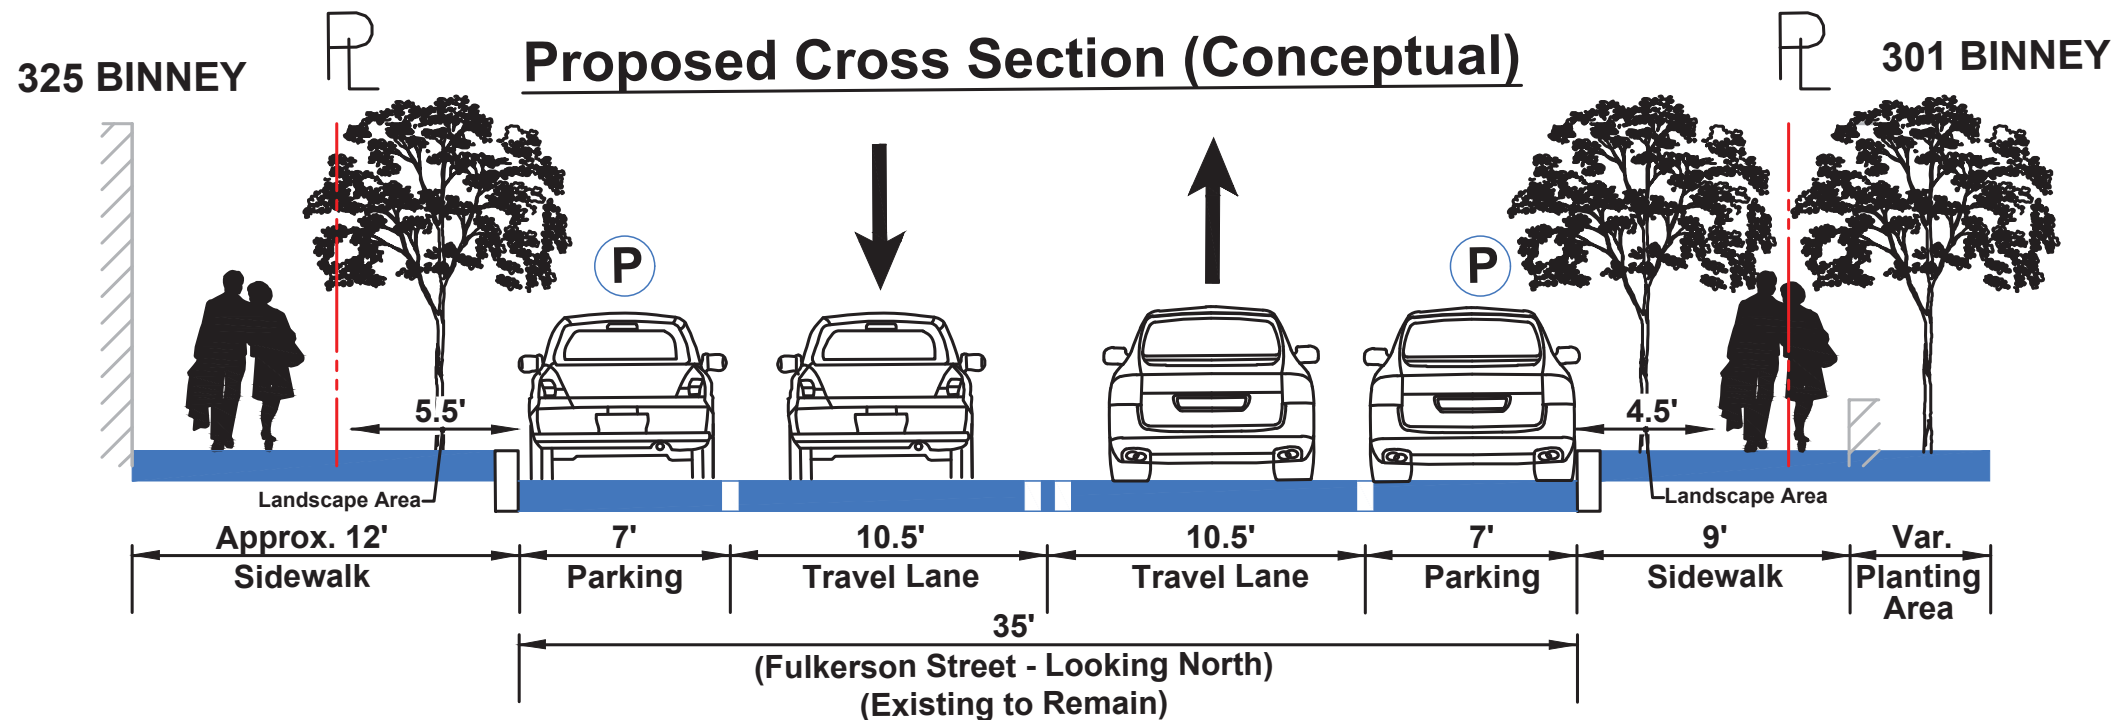 PL
PL
Proposed Cross Section (Conceptual)
325 BINNEY
301 BINNEY
P
P
5.5'
4.5'
Landscape Area
Landscape Area
Approx. 12'
7'
10.5'
10.5'
7'
9'
Var.
Sidewalk
Parking
Travel Lane
Travel Lane
Parking
Sidewalk
Planting
Area
35'
(Fulkerson Street - Looking North)
(Existing to Remain)